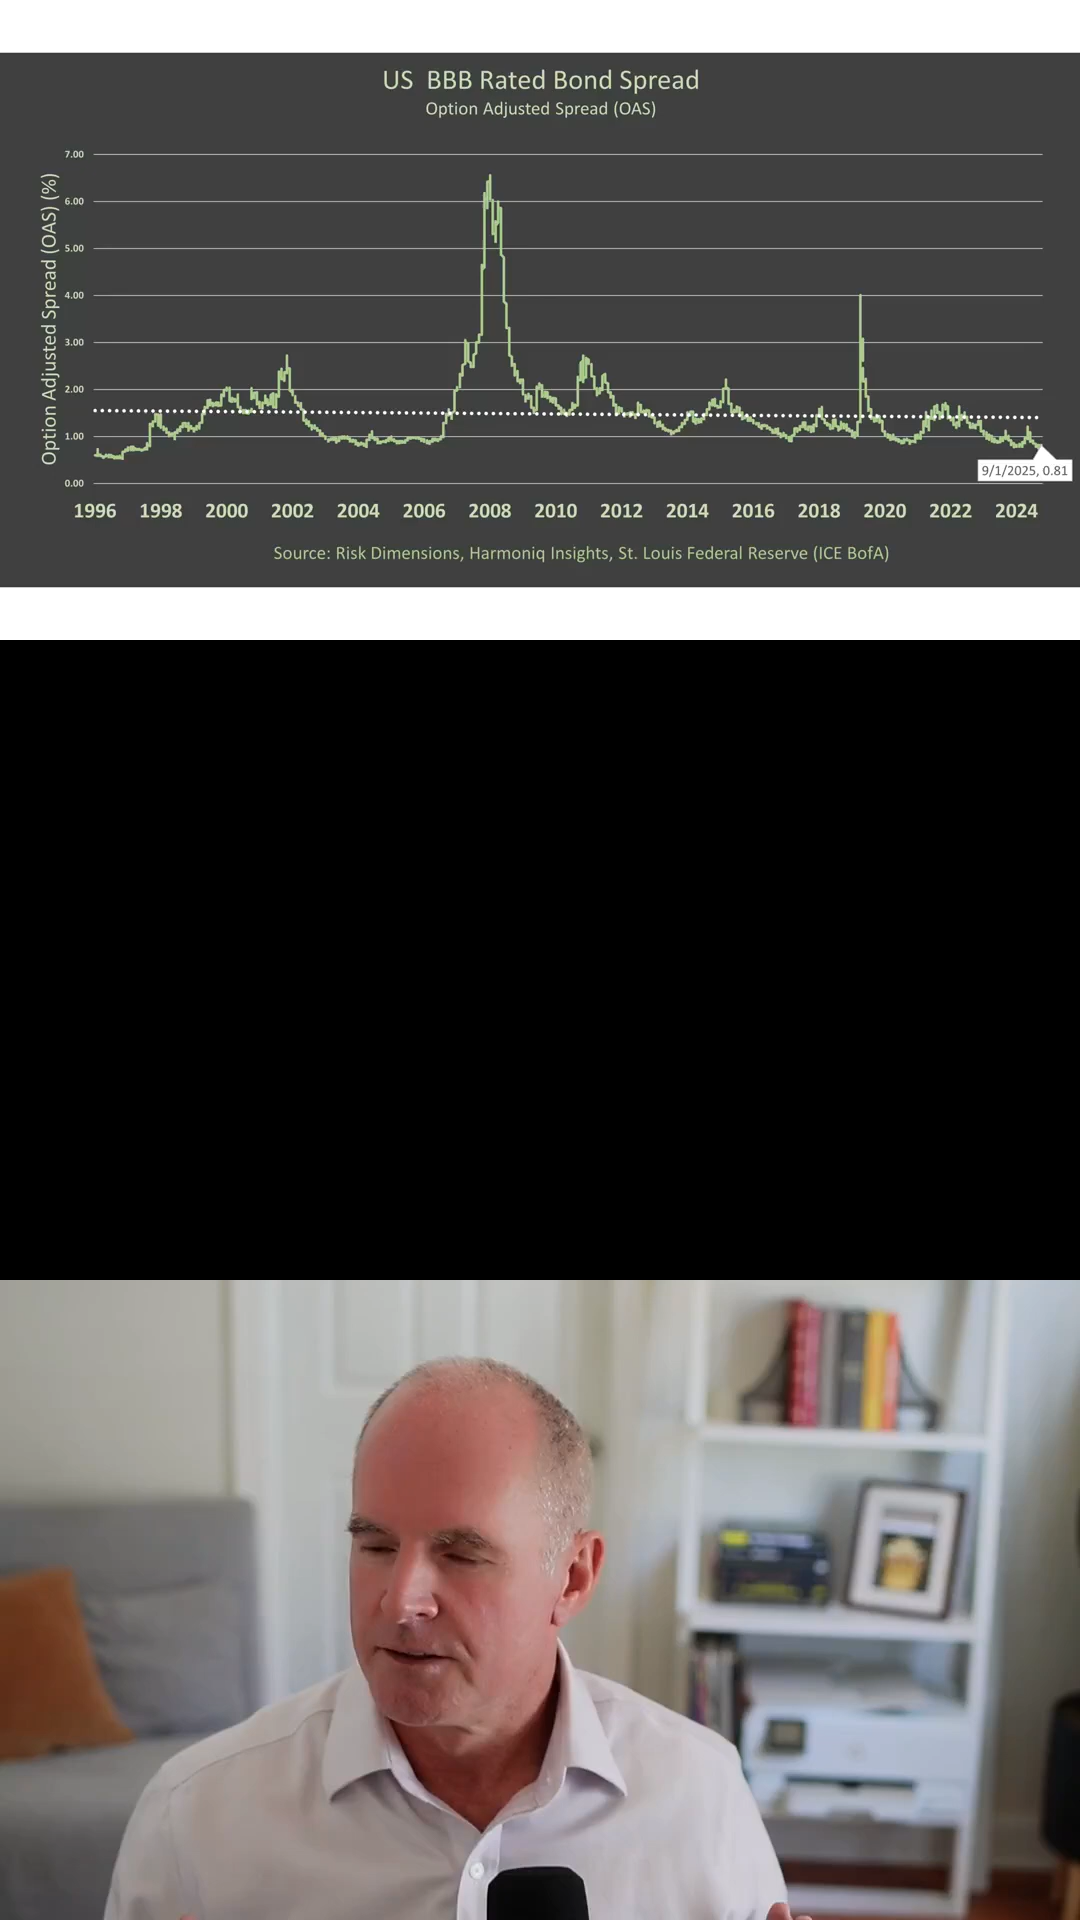 US  BBB Rated Bond Spread
Option Adjusted Spread (OAS)
Option Adjusted Spread (OAS) (%)
7.00
6.00
5.00
4.00
3.00
2.00
1.00
0.00
9/1/2025, 0.81
1996 1998 2000 2002 2004 2006 2008 2010 2012 2014 2016 2018 2020 2022 2024
Source: Risk Dimensions, Harmoniq Insights, St. Louis Federal Reserve (ICE BofA)